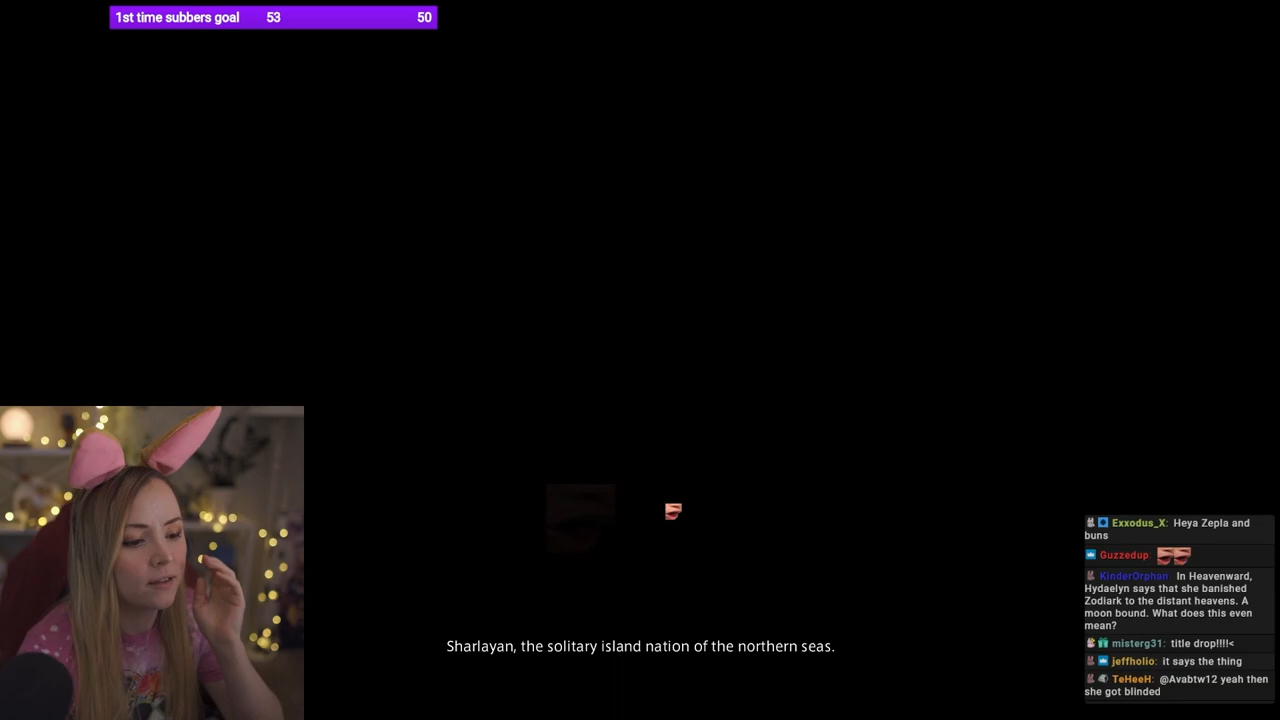 1st time subbers goal 53 50
Exxodus_X: Heya Zepla and
buns
Guzzedup:
KinderOrphan: In Heavenward,
Hydaelyn says that she banished
Zodiark to the distant heavens. A
moon bound. What does this even
mean?
misterg31: title drop!!!!<
jeffholio: it says the thing
TeHeeH: @Avabtw12 yeah then
she got blinded
Sharlayan, the solitary island nation of the northern seas.